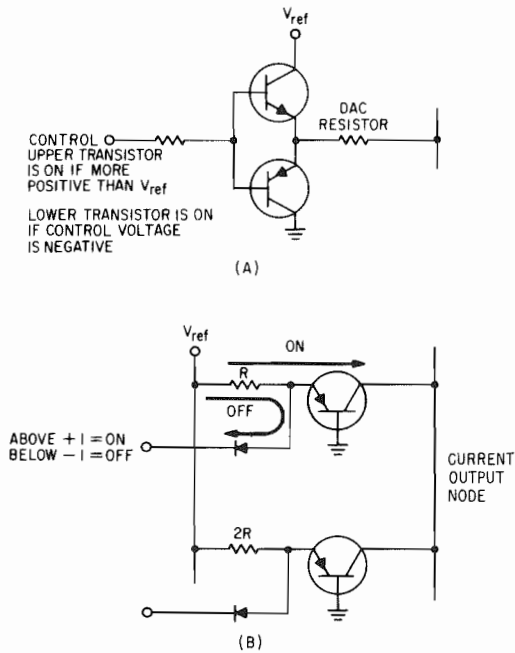 Vref
DAC
RESISTOR
CONTROL
UPPER TRANSISTOR
IS ON IF MORE
POSITIVE THAN Vref
LOWER TRANSISTOR IS ON
IF CONTROL VOLTAGE
IS NEGATIVE
(A)
Vref
ON
R
OFF
ABOVE +1 = ON
BELOW -1 = OFF
CURRENT
OUTPUT
NODE
2R
(B)